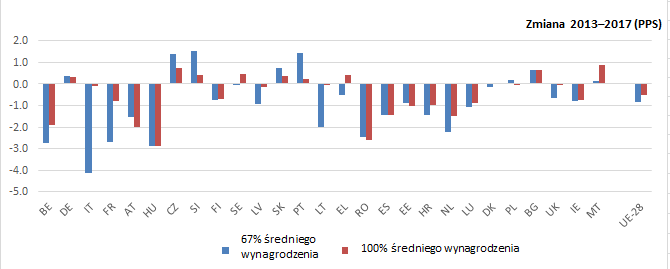 Zmiana 2013–2017 (PPS)
2.0
1.0
0.0
-1.0
-2.0
-3.0
-4.0
-5.0
BE DE IT FR AT HU CZ SI FI SE LV SK PT LT EL RO ES EE HR NL LU DK PL BG UK IE MT UE-28
67% średniego wynagrodzenia
100% średniego wynagrodzenia